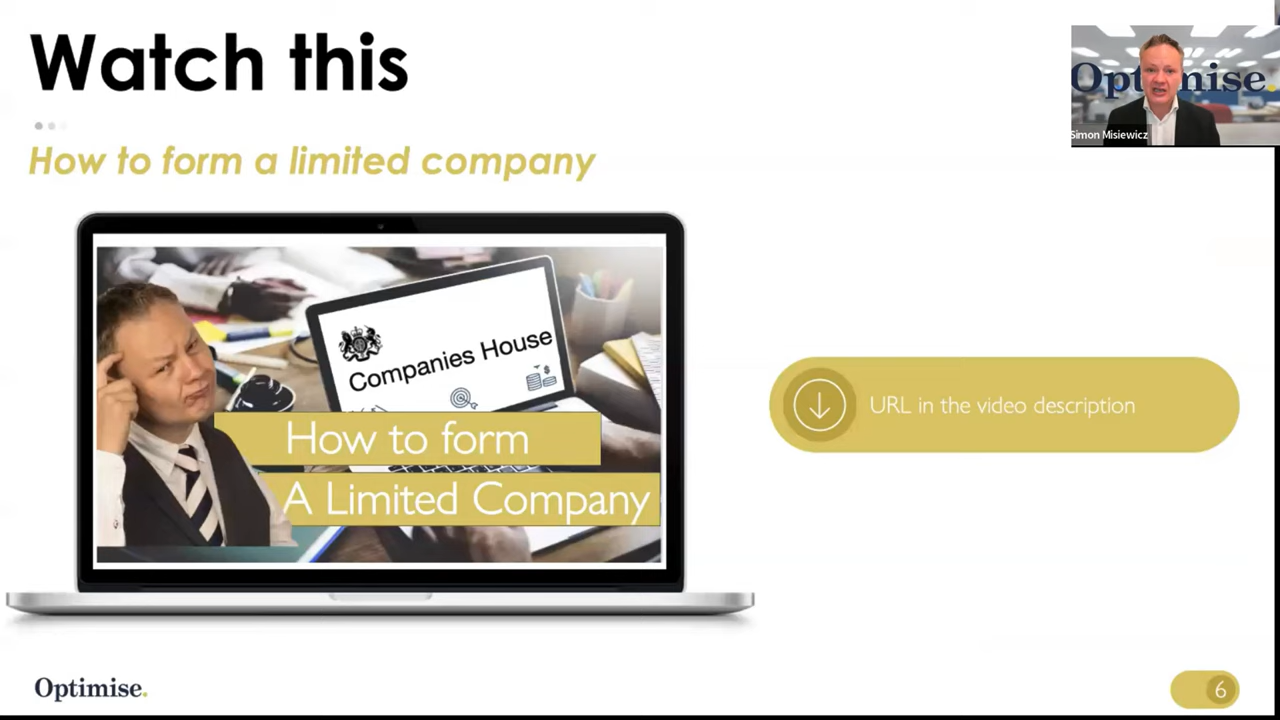 Watch this
How to form a limited company
Optimise.
Simon Misiewicz
Companies House
How to form
A Limited Company
URL in the video description
Optimise.
6